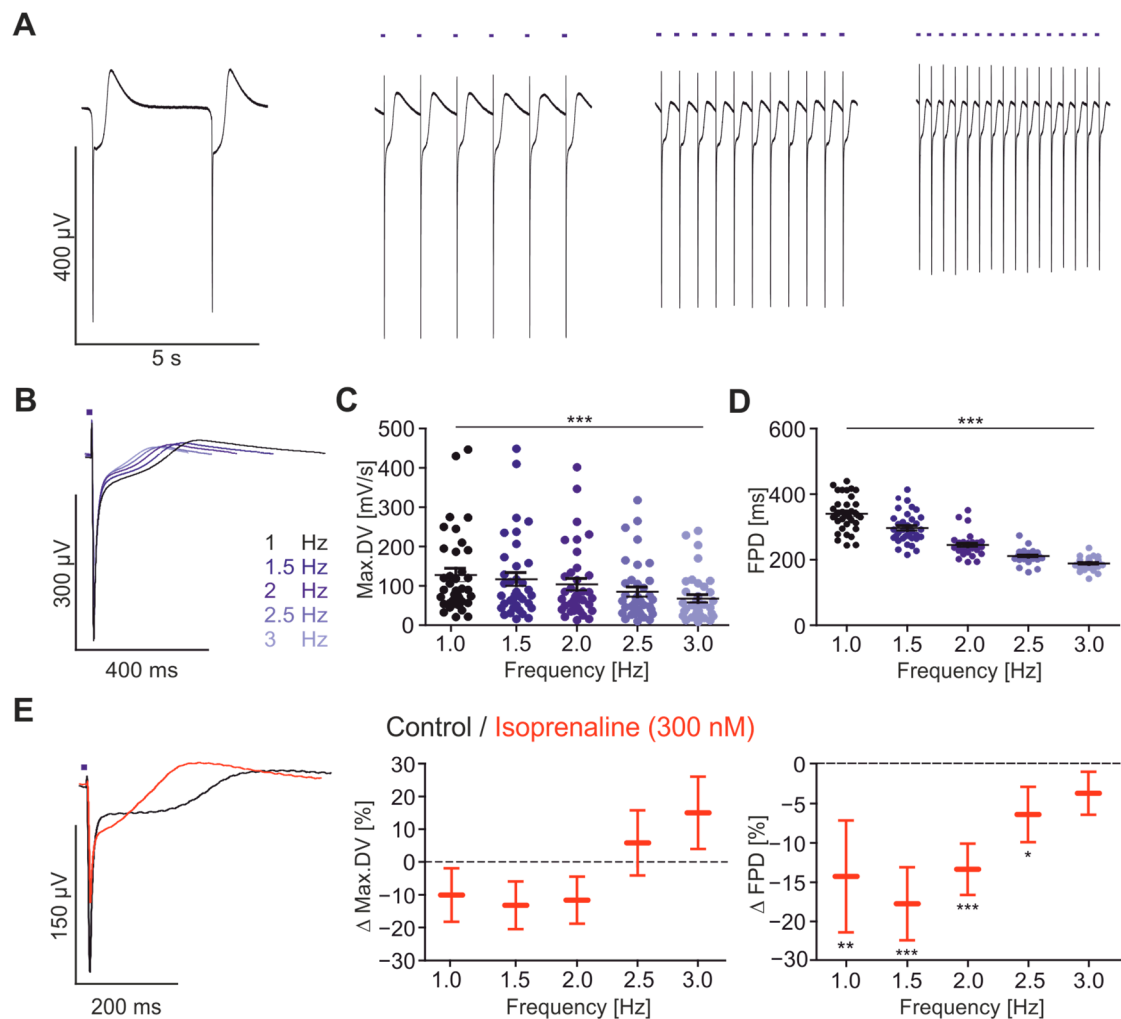 A
400 µV
5 s
B
300 µV
400 ms
1 Hz
1.5 Hz
2 Hz
2.5 Hz
3 Hz
C
***
Max.DV [mV/s]
500
400
300
200
100
0
1.0 1.5 2.0 2.5 3.0
Frequency [Hz]
D
***
FPD [ms]
600
400
200
0
1.0 1.5 2.0 2.5 3.0
Frequency [Hz]
E
Control / Isoprenaline (300 nM)
150 µV
200 ms
Δ Max.DV [%]
30
20
10
0
−10
−20
−30
1.0 1.5 2.0 2.5 3.0
Frequency [Hz]
Δ FPD [%]
0
−5
−10
−15
−20
−30
** *** *** *
1.0 1.5 2.0 2.5 3.0
Frequency [Hz]